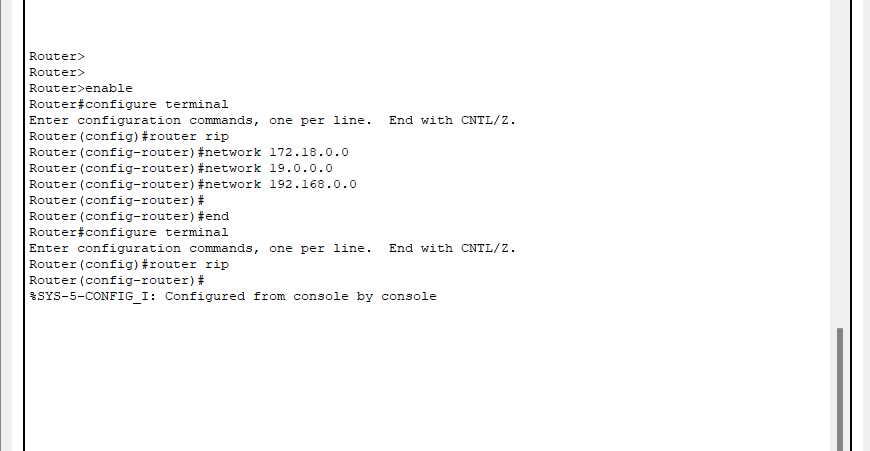 Router>
Router>
Router>enable
Router#configure terminal
Enter configuration commands, one per line.  End with CNTL/Z.
Router(config)#router rip
Router(config-router)#network 172.18.0.0
Router(config-router)#network 19.0.0.0
Router(config-router)#network 192.168.0.0
Router(config-router)#
Router(config-router)#end
Router#configure terminal
Enter configuration commands, one per line.  End with CNTL/Z.
Router(config)#router rip
Router(config-router)#
%SYS-5-CONFIG_I: Configured from console by console